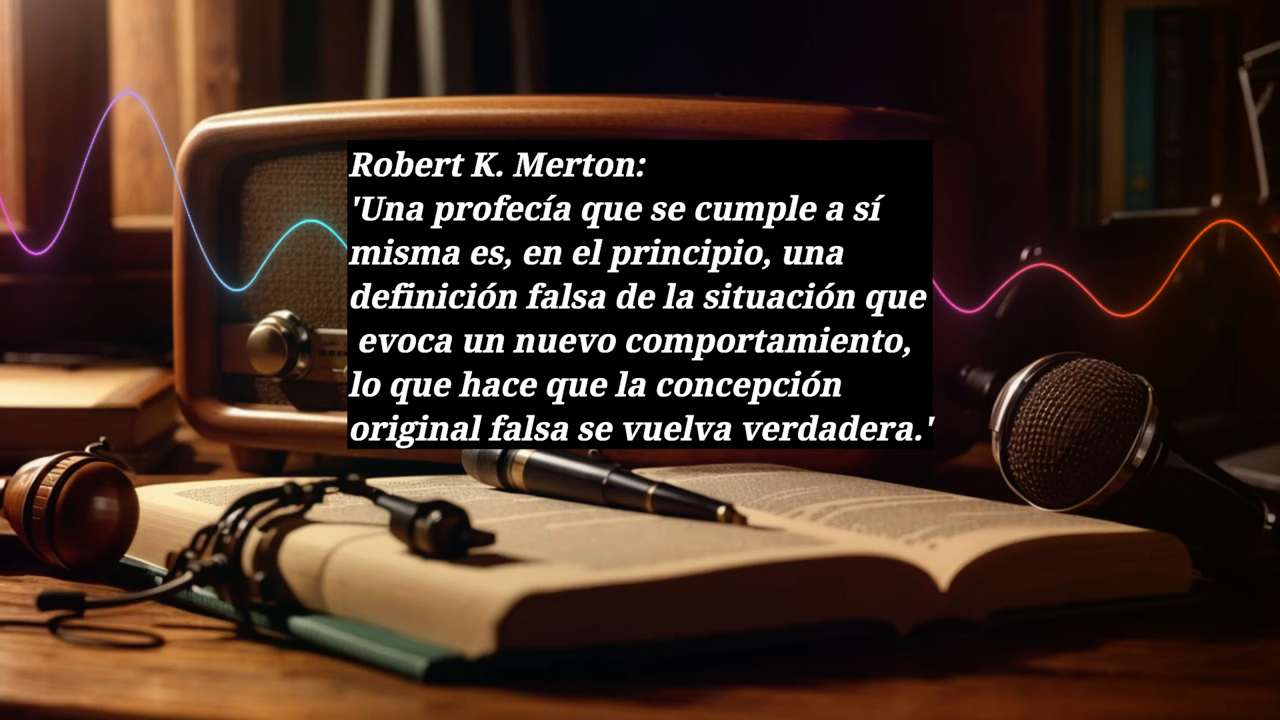 Robert K. Merton:
'Una profecía que se cumple a sí
misma es, en el principio, una
definición falsa de la situación que
evoca un nuevo comportamiento,
lo que hace que la concepción
original falsa se vuelva verdadera.'